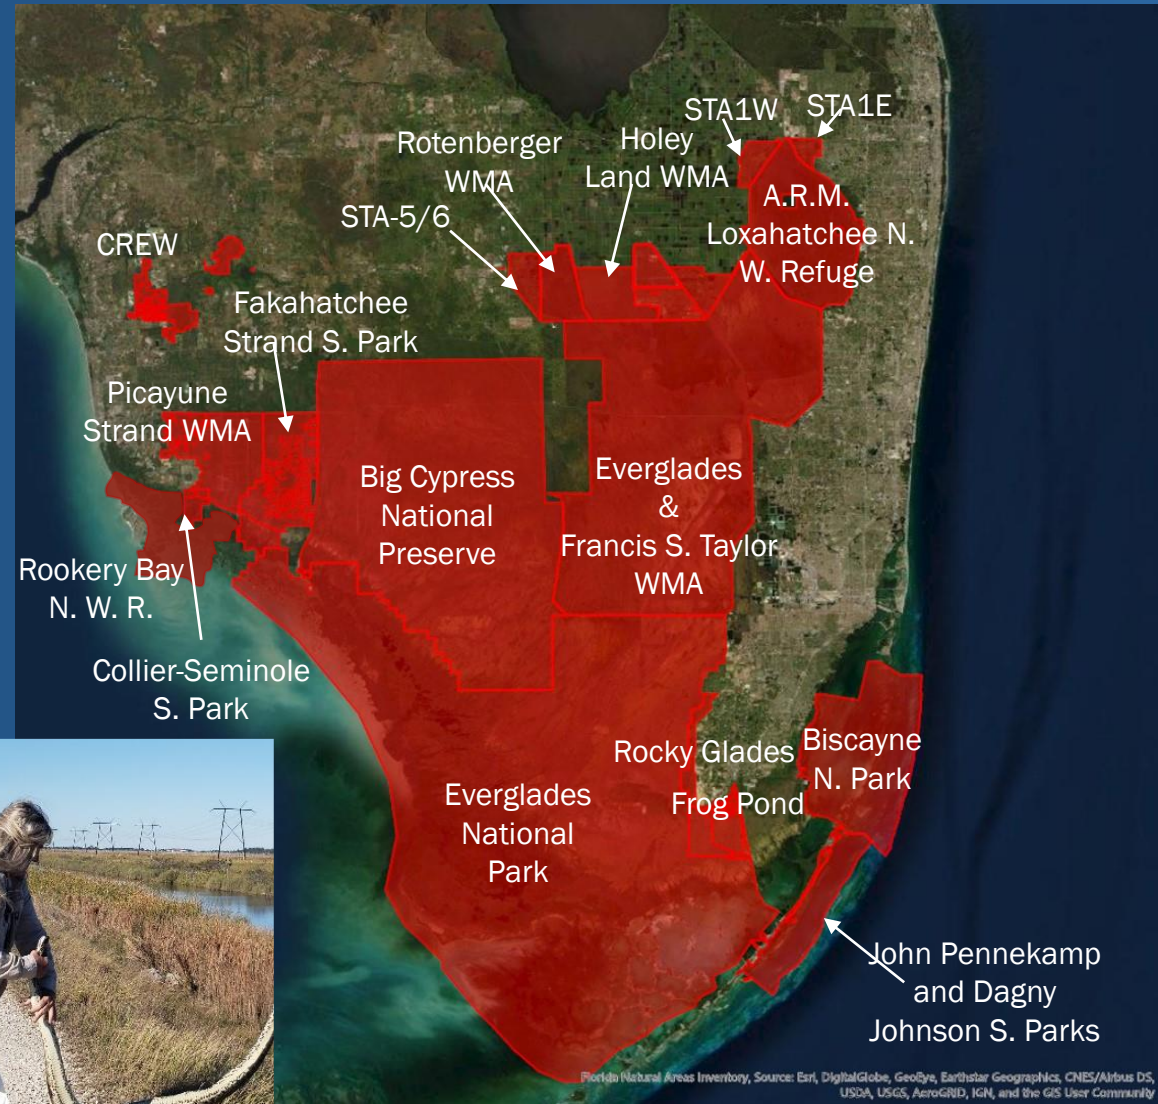 STA1W
STA1E
Rotenberger
WMA
Holey
Land WMA
A.R.M.
Loxahatchee N.
W. Refuge
STA-5/6
CREW
Fakahatchee
Strand S. Park
Picayune
Strand WMA
Big Cypress
National
Preserve
Everglades
&
Francis S. Taylor
WMA
Rookery Bay
N. W. R.
Collier-Seminole
S. Park
Rocky Glades
Frog Pond
Biscayne
N. Park
Everglades
National
Park
John Pennekamp
and Dagny
Johnson S. Parks
Florida Natural Areas Inventory, Source: Esri, DigitalGlobe, GeoEye, Earthstar Geographics, CNES/Airbus DS,
USDA, USGS, AeroGRID, IGN, and the GIS User Community